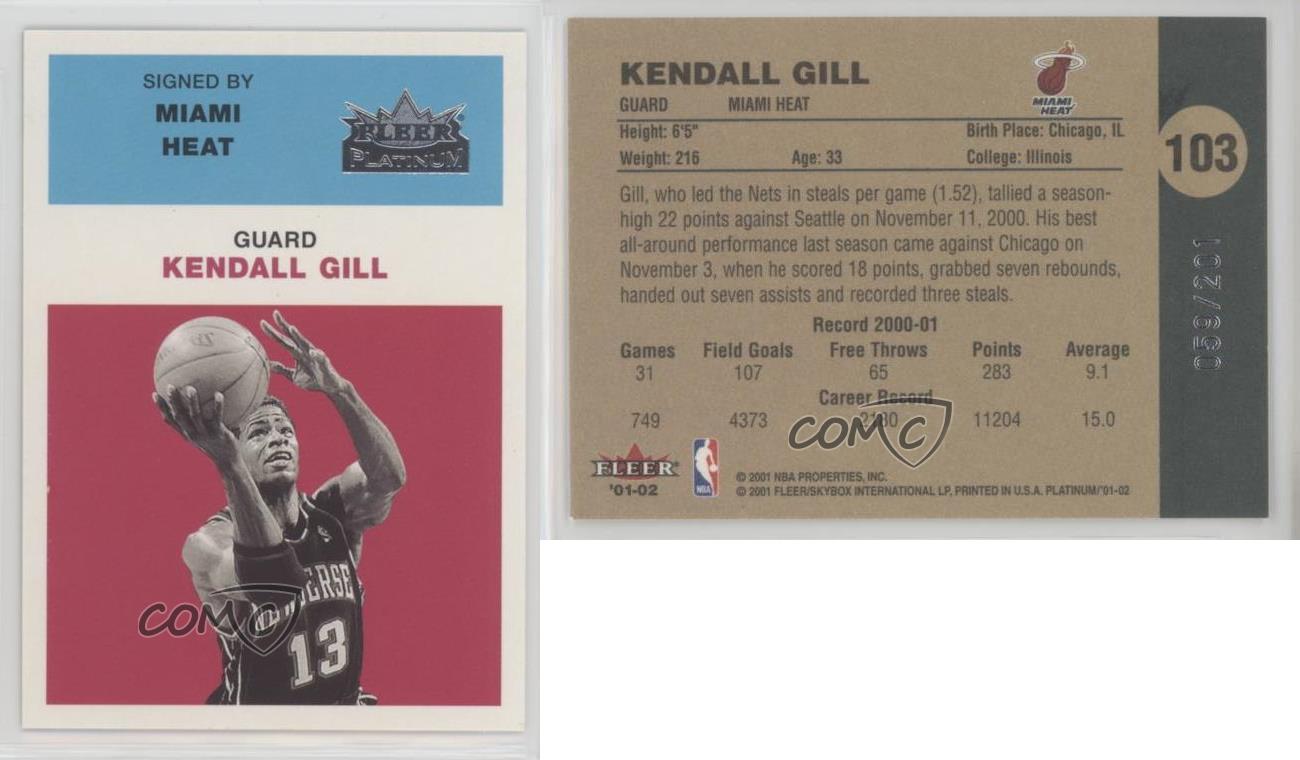 SIGNED BY
MIAMI
HEAT
FLEER
PLATINUM
GUARD
KENDALL GILL
NEW JERSEY
13
COMC
KENDALL GILL
GUARD MIAMI HEAT
MIAMI
HEAT
Height: 6'5" Birth Place: Chicago, IL
Weight: 216 Age: 33 College: Illinois
103
059/201
Gill, who led the Nets in steals per game (1.52), tallied a season-
high 22 points against Seattle on November 11, 2000. His best
all-around performance last season came against Chicago on
November 3, when he scored 18 points, grabbed seven rebounds,
handed out seven assists and recorded three steals.
Record 2000-01
Games Field Goals Free Throws Points Average
31 107 65 283 9.1
Career Record
749 4373 2180 11204 15.0
COMC
FLEER
'01-02
NBA
© 2001 NBA PROPERTIES, INC.
© 2001 FLEER/SKYBOX INTERNATIONAL LP, PRINTED IN U.S.A. PLATINUM/'01-02